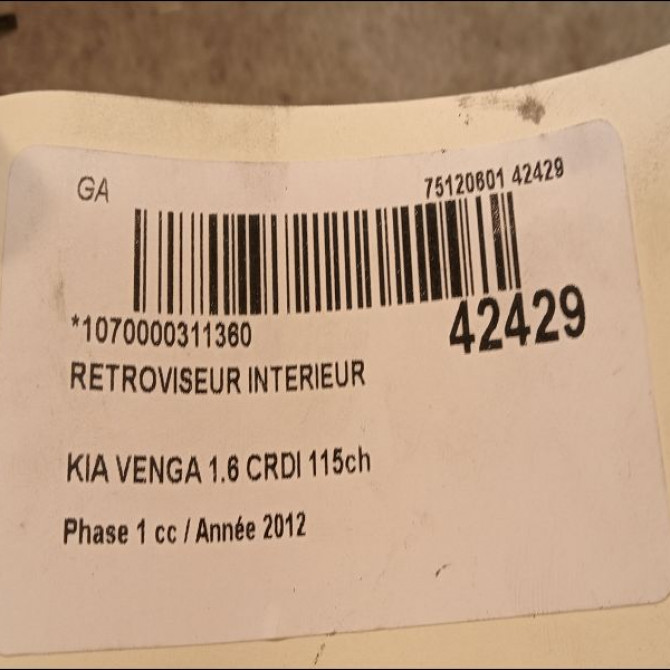 GA 75120601 42429
*1070000311360 42429
RETROVISEUR INTERIEUR
KIA VENGA 1.6 CRDI 115ch
Phase 1 cc / Année 2012